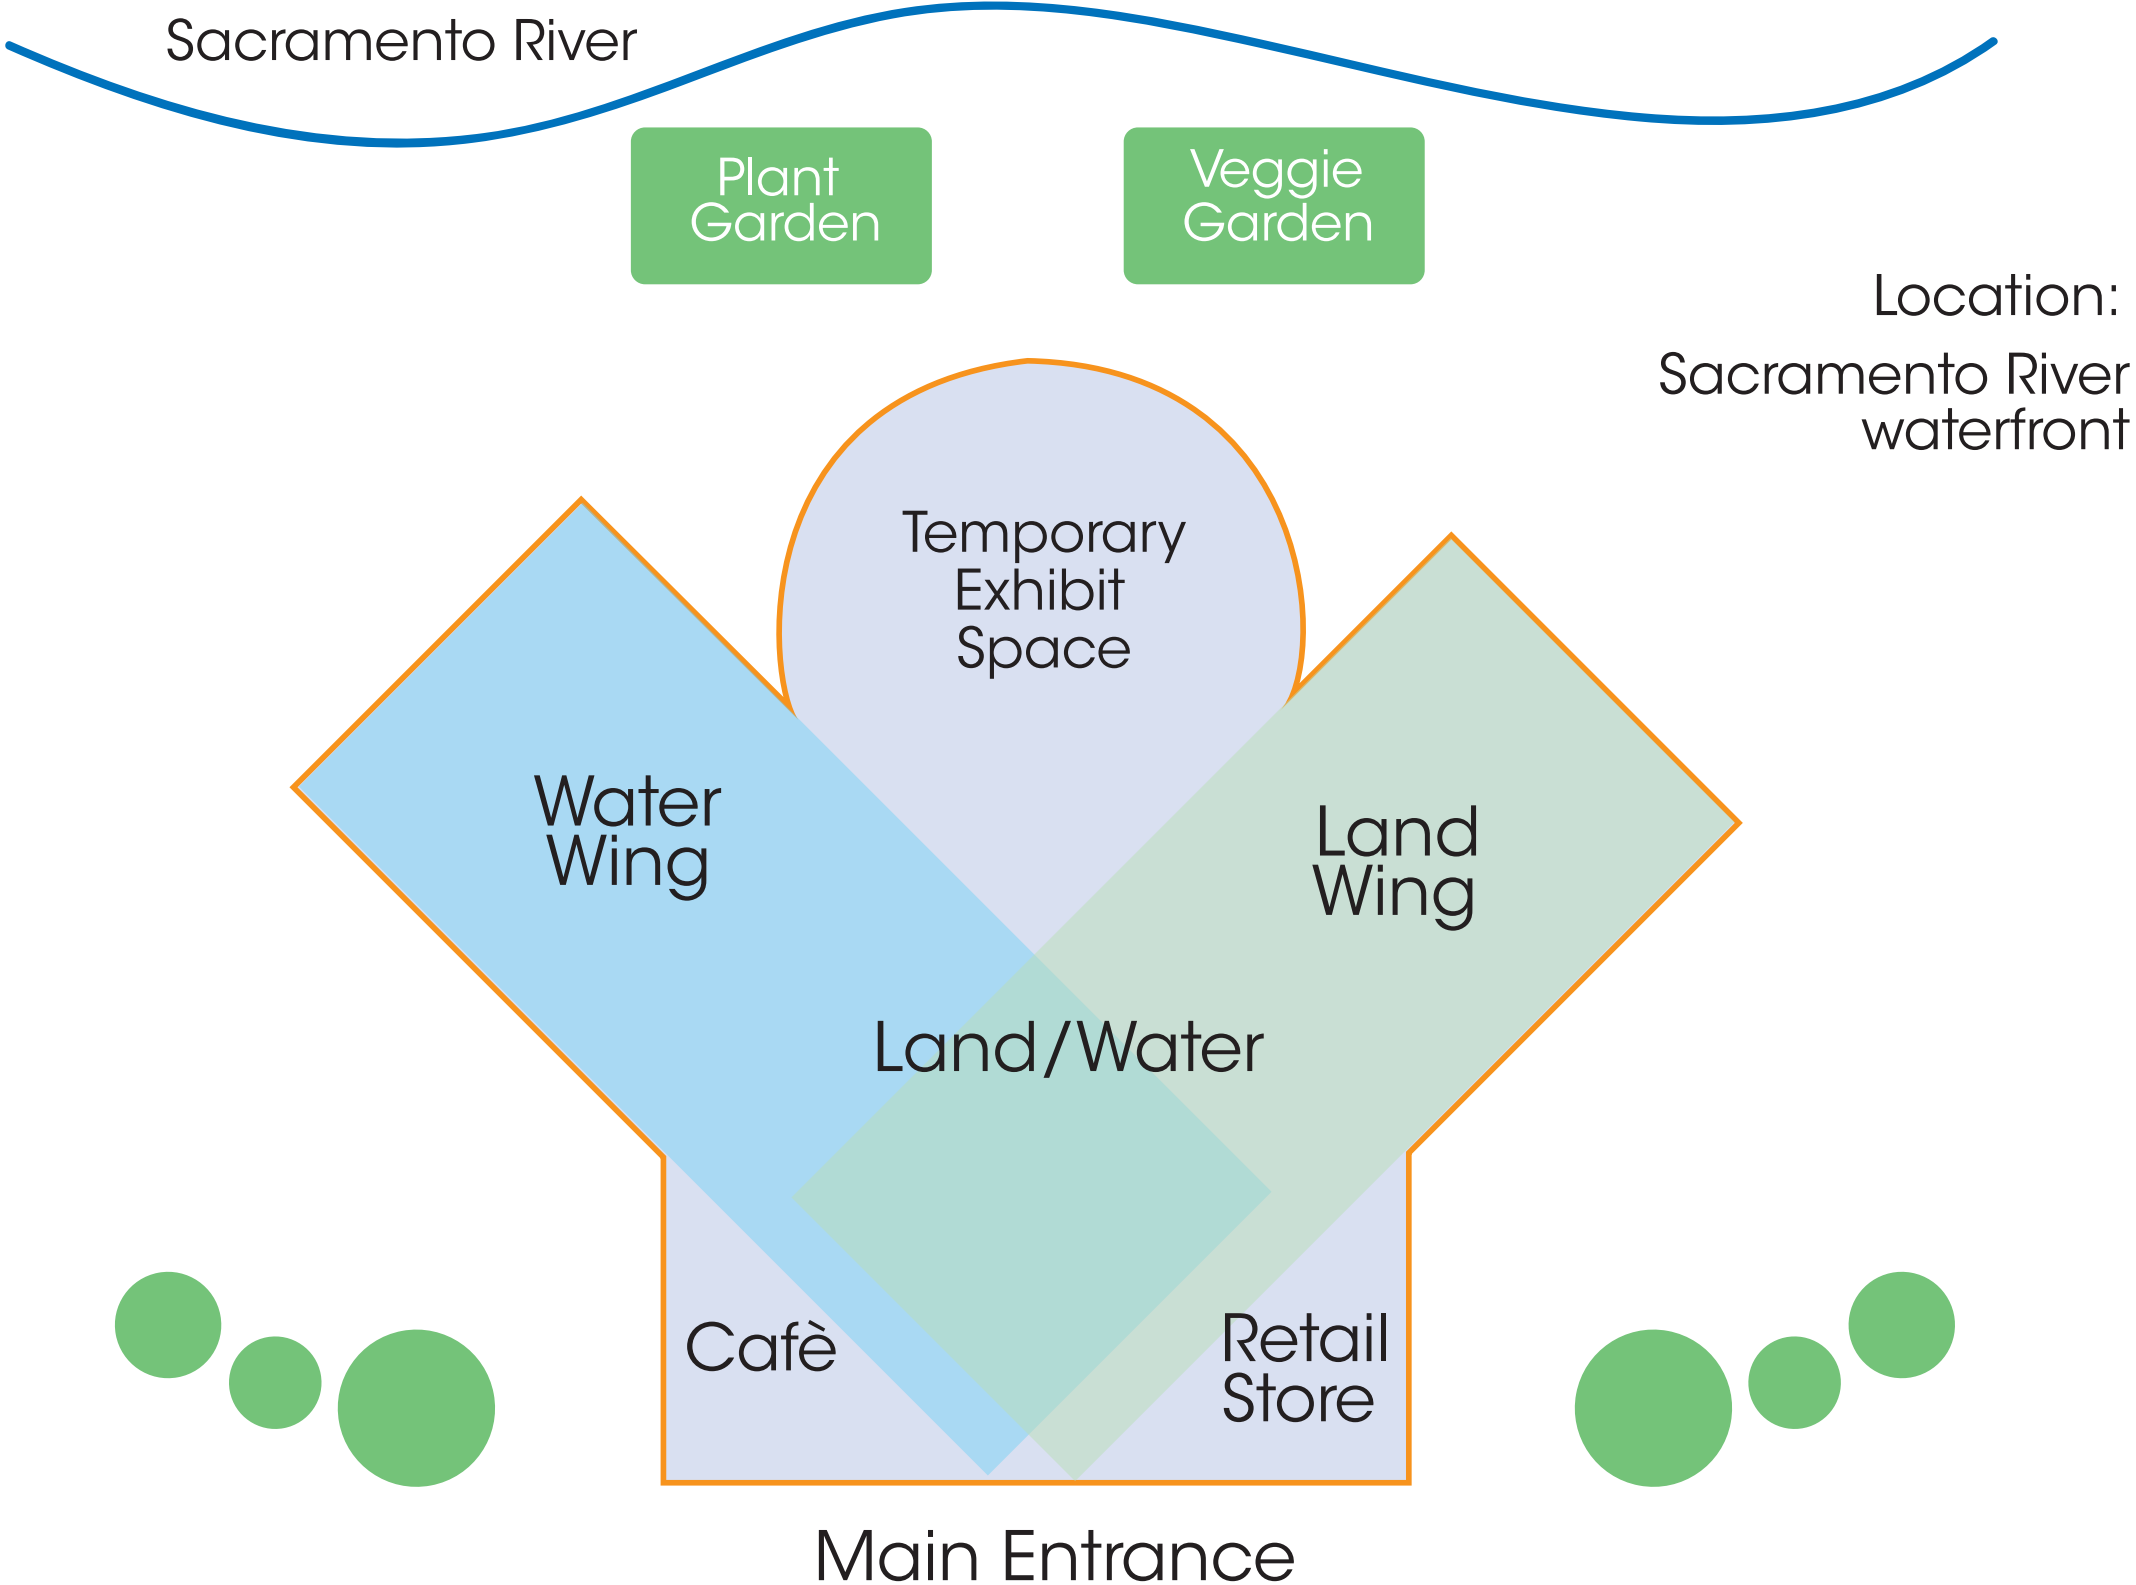 Sacramento River
Plant
Garden
Veggie
Garden
Location:
Sacramento River
waterfront
Temporary
Exhibit
Space
Water
Wing
Land
Wing
Land/Water
Cafè
Retail
Store
Main Entrance